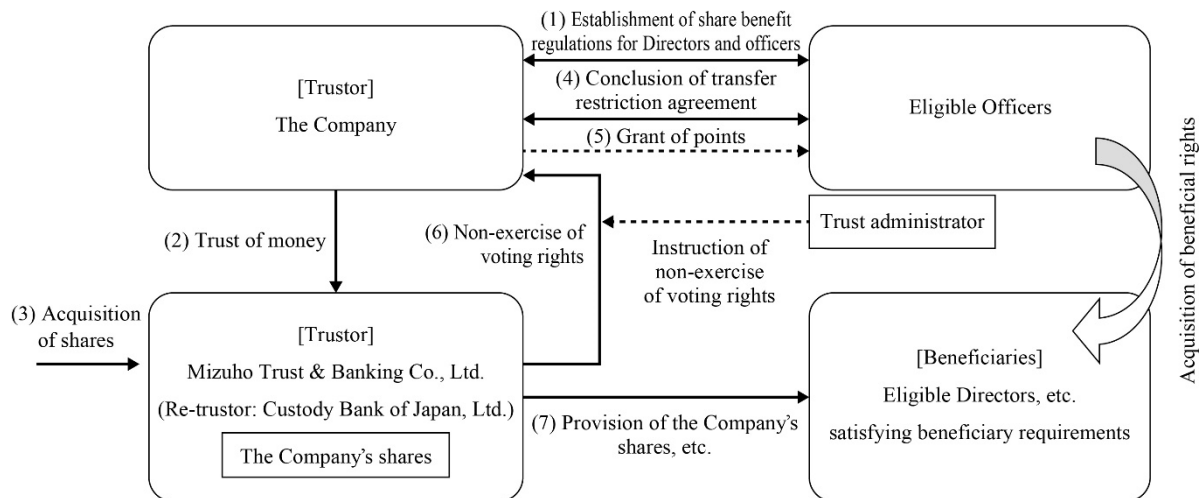 (1) Establishment of share benefit
regulations for Directors and officers
[Trustor]
The Company
(4) Conclusion of transfer
restriction agreement
(5) Grant of points
Eligible Officers
Acquisition of beneficial rights
(2) Trust of money
(6) Non-exercise of
voting rights
Trust administrator
Instruction of
non-exercise
of voting rights
(3) Acquisition
of shares
[Trustor]
Mizuho Trust & Banking Co., Ltd.
(Re-trustor: Custody Bank of Japan, Ltd.)
The Company’s shares
(7) Provision of the Company’s
shares, etc.
[Beneficiaries]
Eligible Directors, etc.
satisfying beneficiary requirements